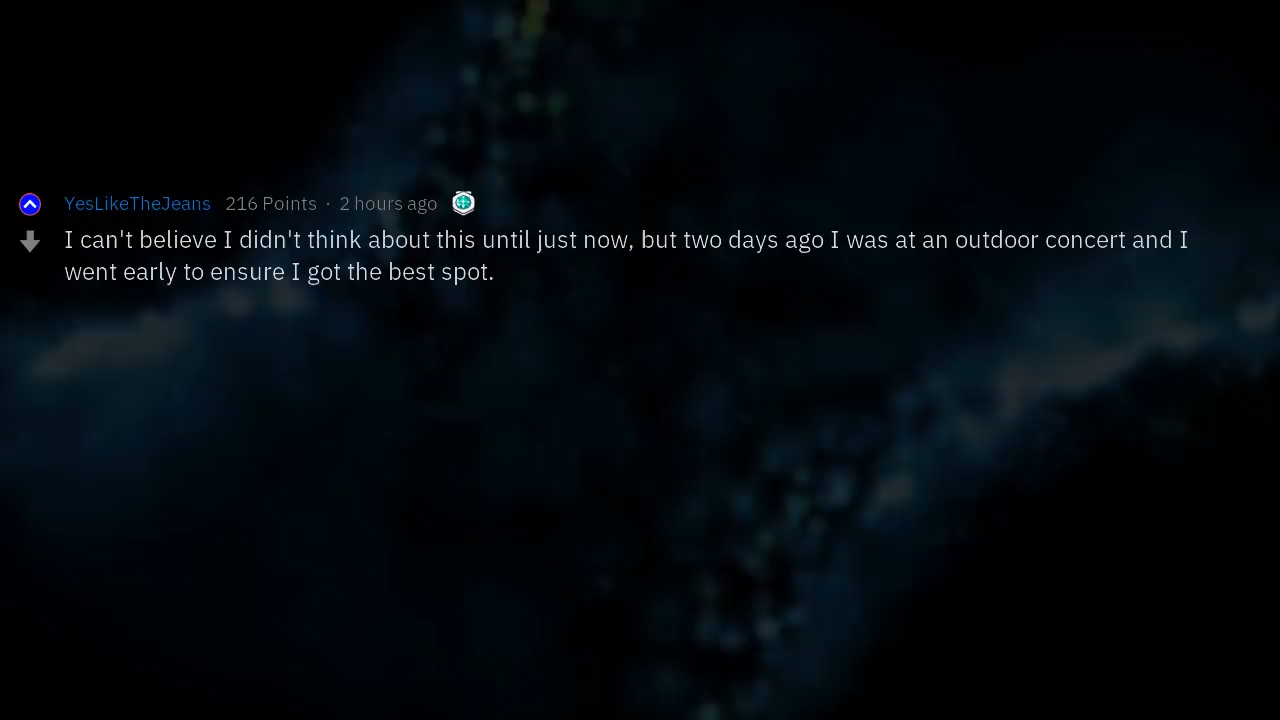 YesLikeTheJeans 216 Points · 2 hours ago
I can't believe I didn't think about this until just now, but two days ago I was at an outdoor concert and I
went early to ensure I got the best spot.